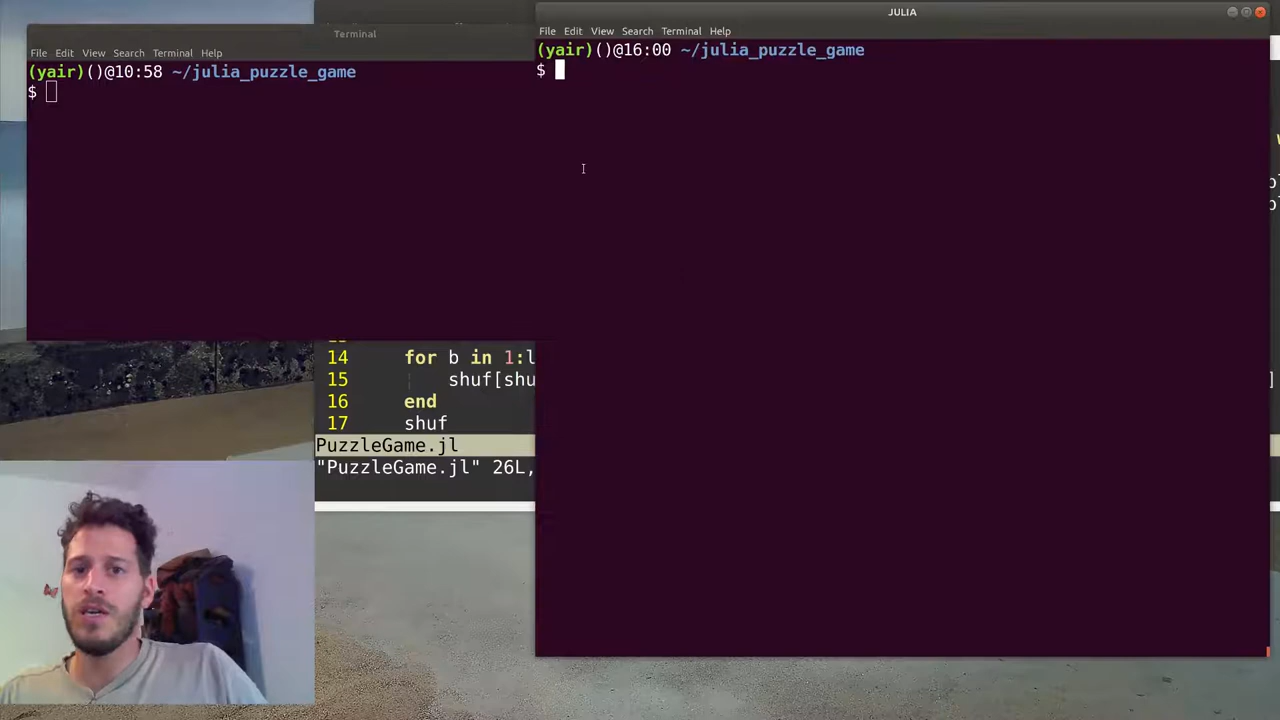 Terminal
File Edit View Search Terminal Help
(yair)()@10:58 ~/julia_puzzle_game
$
JULIA
File Edit View Search Terminal Help
(yair)()@16:00 ~/julia_puzzle_game
$
14 for b in 1:l
15 shuf[shu
16 end
17 shuf
PuzzleGame.jl
"PuzzleGame.jl" 26L,